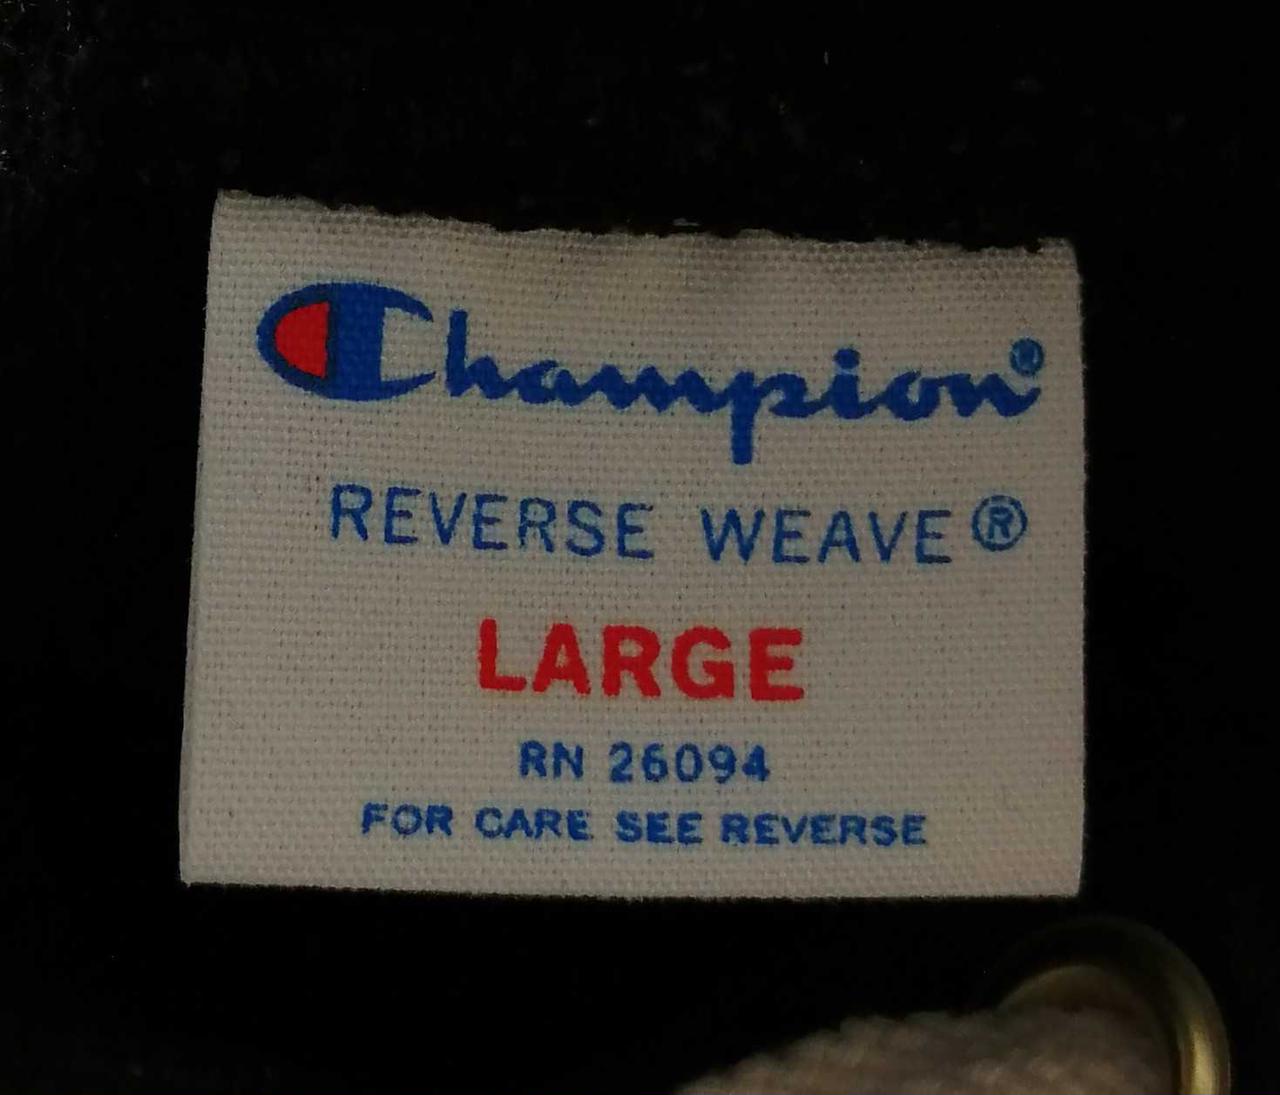 Champion®
REVERSE WEAVE®
LARGE
RN 26094
FOR CARE SEE REVERSE